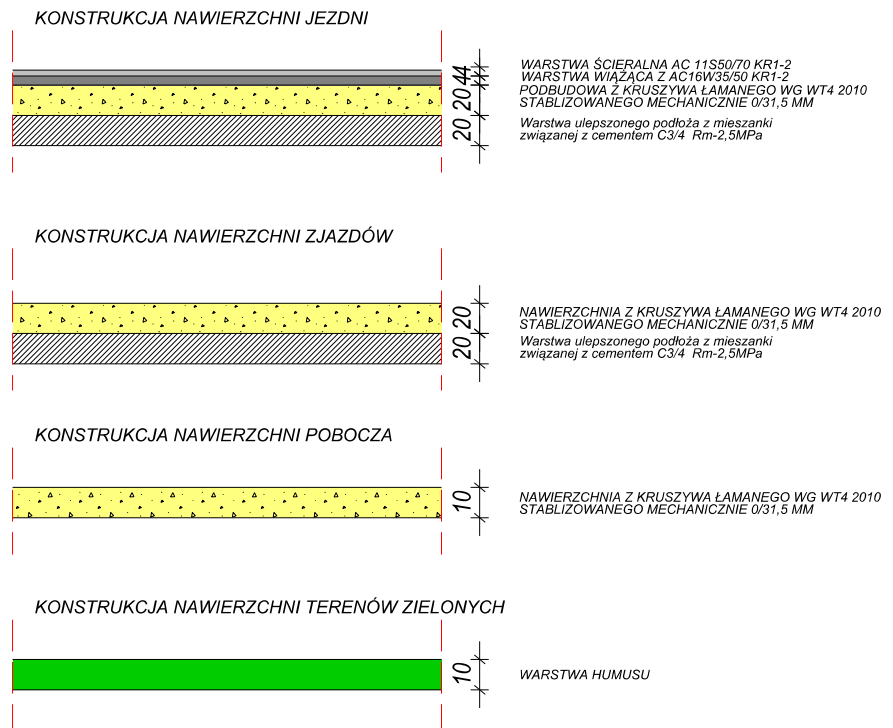 KONSTRUKCJA NAWIERZCHNI JEZDNI
4
4
20
20
WARSTWA ŚCIERALNA AC 11S50/70 KR1-2
WARSTWA WIĄŻĄCA Z AC16W35/50 KR1-2
PODBUDOWA Z KRUSZYWA ŁAMANEGO WG WT4 2010
STABLIZOWANEGO MECHANICZNIE 0/31,5 MM
Warstwa ulepszonego podłoża z mieszanki
związanej z cementem C3/4 Rm-2,5MPa
KONSTRUKCJA NAWIERZCHNI ZJAZDÓW
20
20
NAWIERZCHNIA Z KRUSZYWA ŁAMANEGO WG WT4 2010
STABLIZOWANEGO MECHANICZNIE 0/31,5 MM
Warstwa ulepszonego podłoża z mieszanki
związanej z cementem C3/4 Rm-2,5MPa
KONSTRUKCJA NAWIERZCHNI POBOCZA
10
NAWIERZCHNIA Z KRUSZYWA ŁAMANEGO WG WT4 2010
STABLIZOWANEGO MECHANICZNIE 0/31,5 MM
KONSTRUKCJA NAWIERZCHNI TERENÓW ZIELONYCH
10
WARSTWA HUMUSU